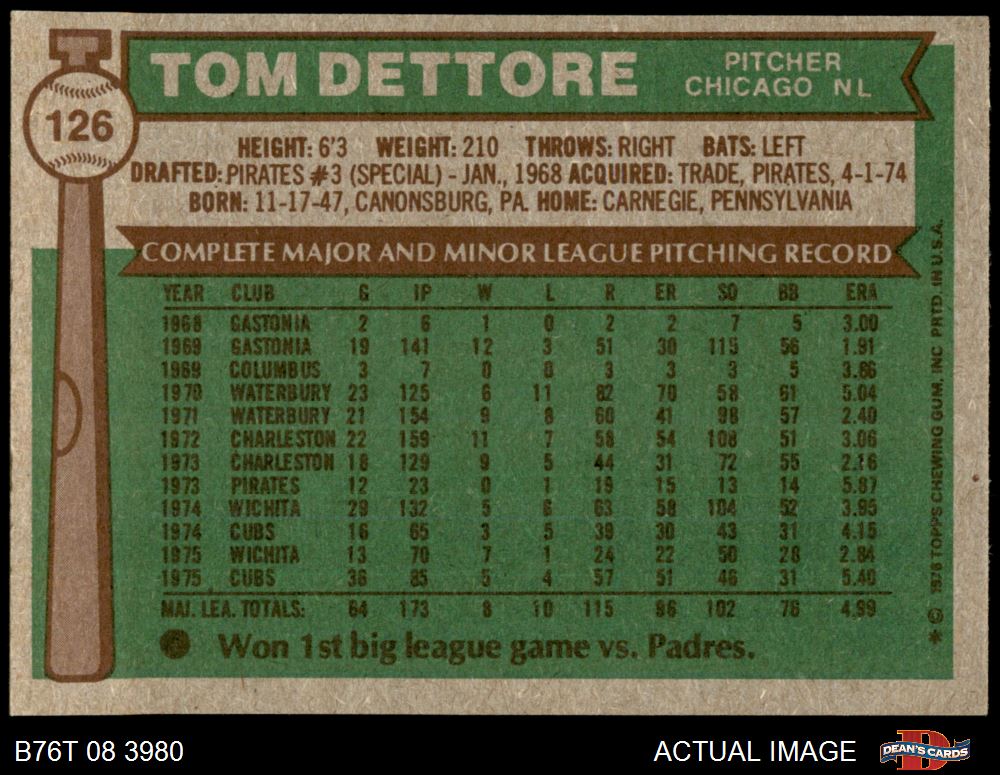 T
126
TOM DETTORE
PITCHER
CHICAGO NL
HEIGHT: 6'3 WEIGHT: 210 THROWS: RIGHT BATS: LEFT
DRAFTED: PIRATES #3 (SPECIAL) - JAN., 1968 ACQUIRED: TRADE, PIRATES, 4-1-74
BORN: 11-17-47, CANONSBURG, PA. HOME: CARNEGIE, PENNSYLVANIA
COMPLETE MAJOR AND MINOR LEAGUE PITCHING RECORD
YEAR CLUB G IP W L R ER SO BB ERA
1968 GASTONIA 2 6 1 0 2 2 7 5 3.00
1969 GASTONIA 19 141 12 3 51 30 115 56 1.91
1969 COLUMBUS 3 7 0 0 3 3 3 5 3.86
1970 WATERBURY 23 125 6 11 82 70 58 61 5.04
1971 WATERBURY 21 154 9 8 60 41 98 57 2.40
1972 CHARLESTON 22 159 11 7 58 54 108 51 3.06
1973 CHARLESTON 18 129 9 5 44 31 72 55 2.16
1973 PIRATES 12 23 0 1 19 15 13 14 5.87
1974 WICHITA 29 132 5 6 63 58 104 52 3.95
1974 CUBS 16 65 3 5 39 30 43 31 4.15
1975 WICHITA 13 70 7 1 24 22 50 28 2.84
1975 CUBS 36 85 5 4 57 51 46 31 5.40
MAJ. LEA. TOTALS: 64 173 8 10 115 96 102 76 4.99
Won 1st big league game vs. Padres.
* © 1976 TOPPS CHEWING GUM, INC PRTD. IN U.S.A.
B76T 08 3980
ACTUAL IMAGE
D
DEAN'S CARDS